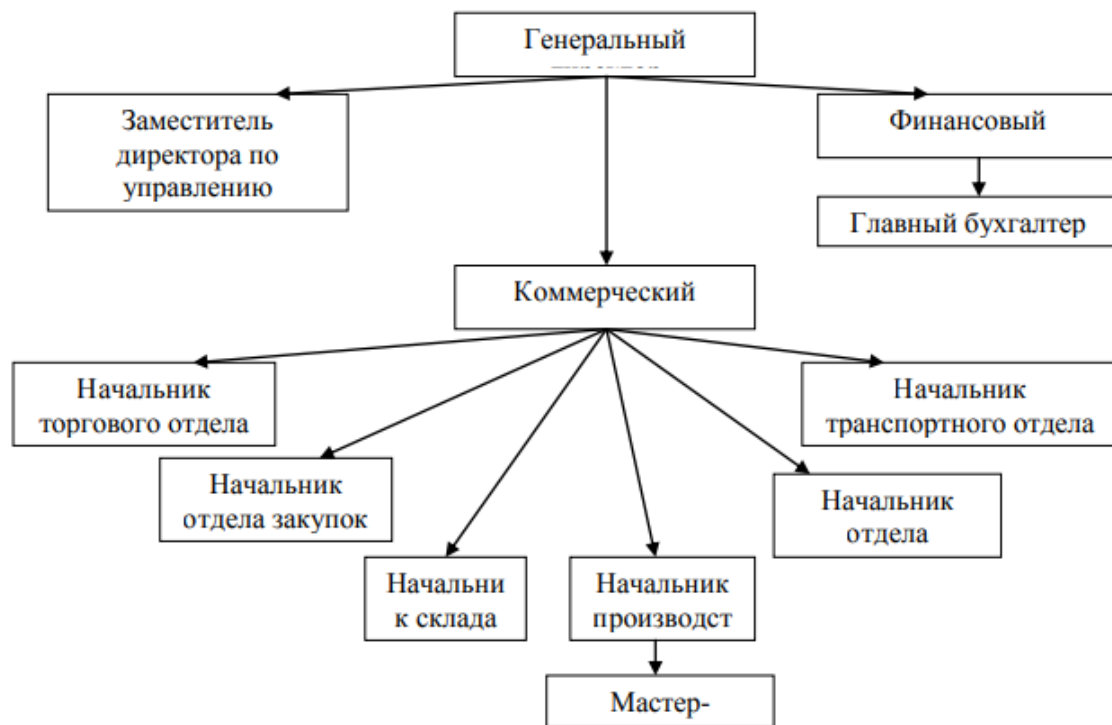 Генеральный
Заместитель
директора по
управлению
Финансовый
Главный бухгалтер
Коммерческий
Начальник
торгового отдела
Начальник
транспортного отдела
Начальник
отдела закупок
Начальник
отдела
Начальни
к склада
Начальник
производст
Мастер-